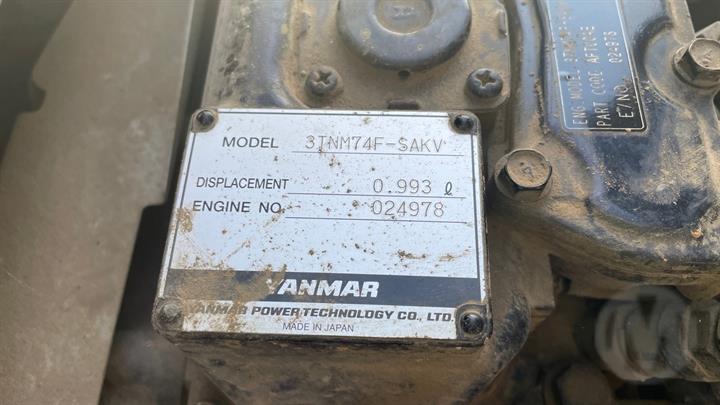 MODEL 3TNM74F-SAKV
DISPLACEMENT 0.993 ℓ
ENGINE NO. 024978
YANMAR
YANMAR POWER TECHNOLOGY CO., LTD.
MADE IN JAPAN
ENG MODEL
PART CODE
E/NO.